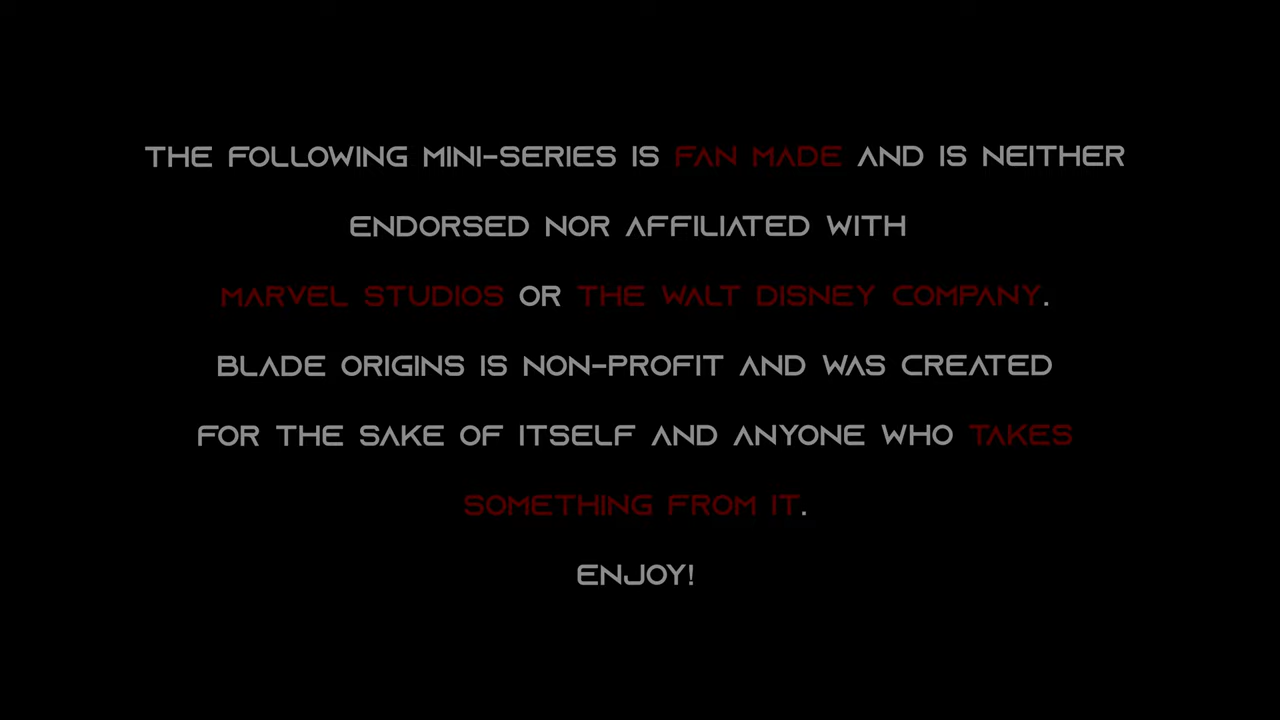 THE FOLLOWING MINI-SERIES IS FAN MADE AND IS NEITHER
ENDORSED NOR AFFILIATED WITH
MARVEL STUDIOS OR THE WALT DISNEY COMPANY.
BLADE ORIGINS IS NON-PROFIT AND WAS CREATED
FOR THE SAKE OF ITSELF AND ANYONE WHO TAKES
SOMETHING FROM IT.
ENJOY!